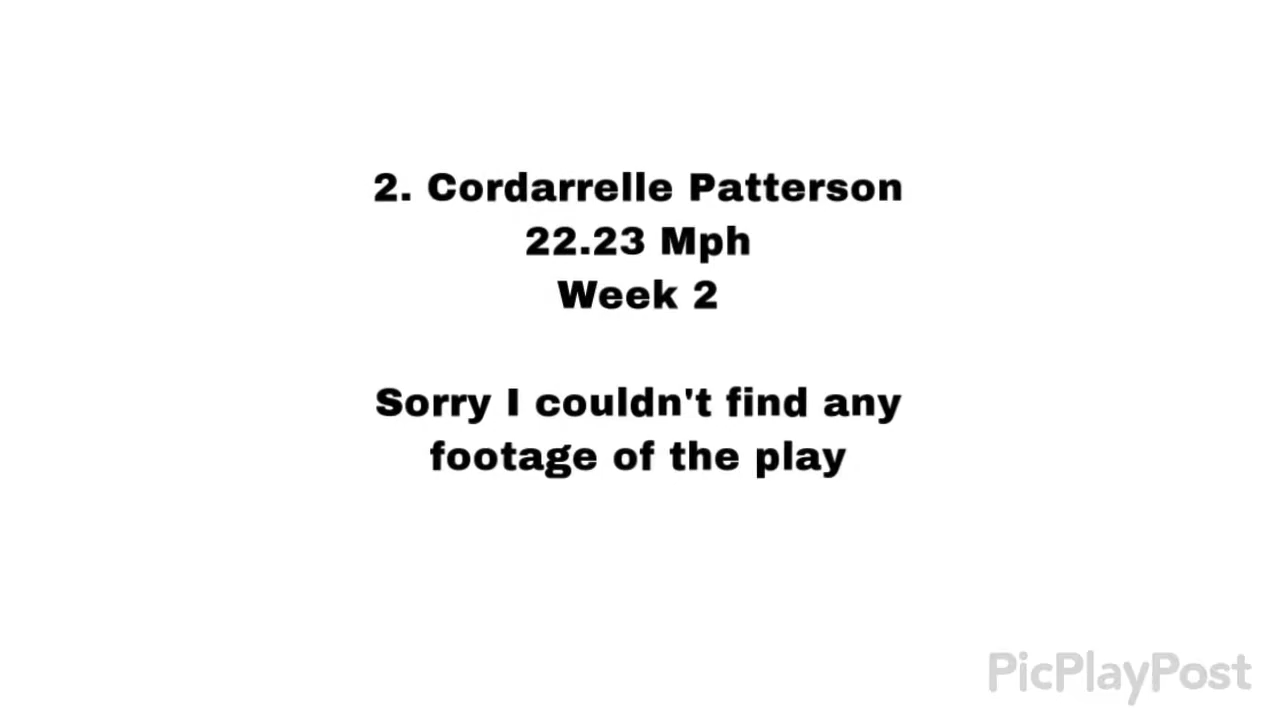 2. Cordarrelle Patterson
22.23 Mph
Week 2
Sorry I couldn't find any
footage of the play
PicPlayPost